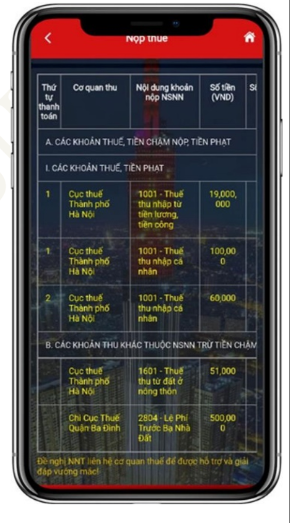 Nộp thuế
Thứ tự thanh toán Cơ quan thu Nội dung khoản nộp NSNN Số tiền (VND) Số
A. CÁC KHOẢN THUẾ, TIỀN CHẬM NỘP, TIỀN PHẠT
I. CÁC KHOẢN THUẾ, TIỀN PHẠT
1 Cục thuế Thành phố Hà Nội 1001 - Thuế thu nhập từ tiền lương, tiền công 19,000,000
1 Cục thuế Thành phố Hà Nội 1001 - Thuế thu nhập cá nhân 100,000
2 Cục thuế Thành phố Hà Nội 1001 - Thuế thu nhập cá nhân 60,000
B. CÁC KHOẢN THU KHÁC THUỘC NSNN TRỪ TIỀN CHẬM
Cục thuế Thành phố Hà Nội 1601 - Thuế thu từ đất ở nông thôn 51,000
Chi Cục Thuế Quận Ba Đình 2804 - Lệ Phí Trước Bạ Nhà Đất 500,000
Đề nghị NNT liên hệ cơ quan thuế để được hỗ trợ và giải
đáp vướng mắc!